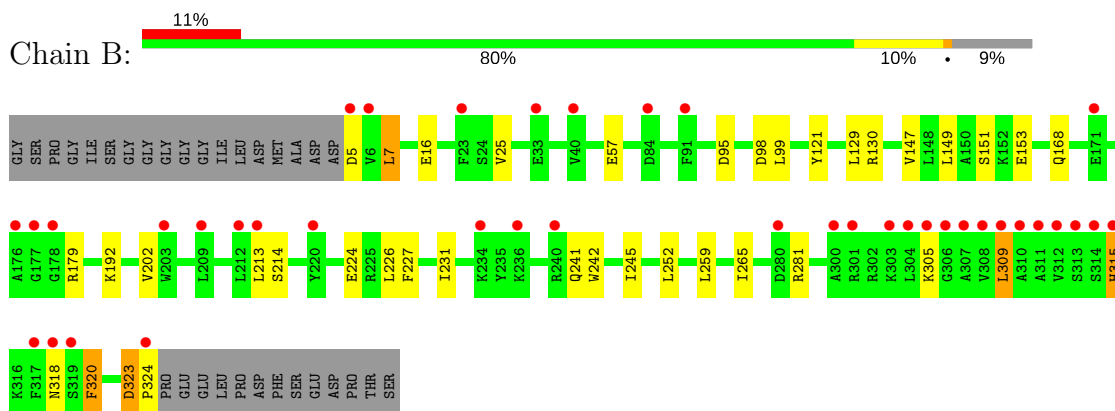 11%
Chain B:
80% 10% • 9%
GLY SER PRO GLY ILE SER GLY GLY GLY GLY GLY ILE LEU ASP MET ALA ASP ASP D5 V6 L7 E16 F23 S24 V25 E33 V40 E57 D84 F91 D95 D98 L99 Y121 L129 R130 V147 L148 L149 A150 S151 K152 E153 Q168 E171
A176 G177 G178 R179 K192 V202 W203 L209 L212 L213 S214 Y220 E224 R225 L226 F227 I231 K234 Y235 K236 R240 Q241 W242 I245 L252 L259 I265 D280 R281 A300 R301 R302 K303 L304 K305 G306 A307 V308 L309 A310 A311 V312 S313 S314 H315
K316 F317 N318 S319 F320 D323 P324 PRO GLU GLU LEU PRO ASP PHE SER GLU ASP PRO THR SER